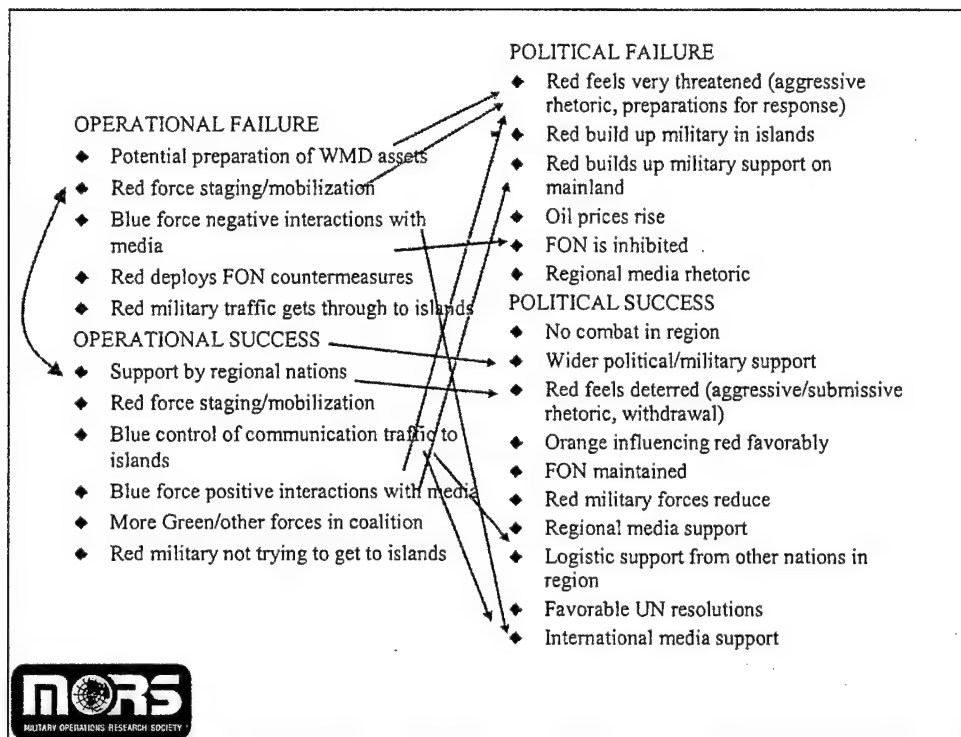 OPERATIONAL FAILURE
◆ Potential preparation of WMD assets
◆ Red force staging/mobilization
◆ Blue force negative interactions with
media
◆ Red deploys FON countermeasures
◆ Red military traffic gets through to islands
OPERATIONAL SUCCESS
◆ Support by regional nations
◆ Red force staging/mobilization
◆ Blue control of communication traffic to
islands
◆ Blue force positive interactions with media
◆ More Green/other forces in coalition
◆ Red military not trying to get to islands
POLITICAL FAILURE
◆ Red feels very threatened (aggressive
rhetoric, preparations for response)
◆ Red build up military in islands
◆ Red builds up military support on
mainland
◆ Oil prices rise
◆ FON is inhibited
◆ Regional media rhetoric
POLITICAL SUCCESS
◆ No combat in region
◆ Wider political/military support
◆ Red feels deterred (aggressive/submissive
rhetoric, withdrawal)
◆ Orange influencing red favorably
◆ FON maintained
◆ Red military forces reduce
◆ Regional media support
◆ Logistic support from other nations in
region
◆ Favorable UN resolutions
◆ International media support
MORS
MILITARY OPERATIONS RESEARCH SOCIETY